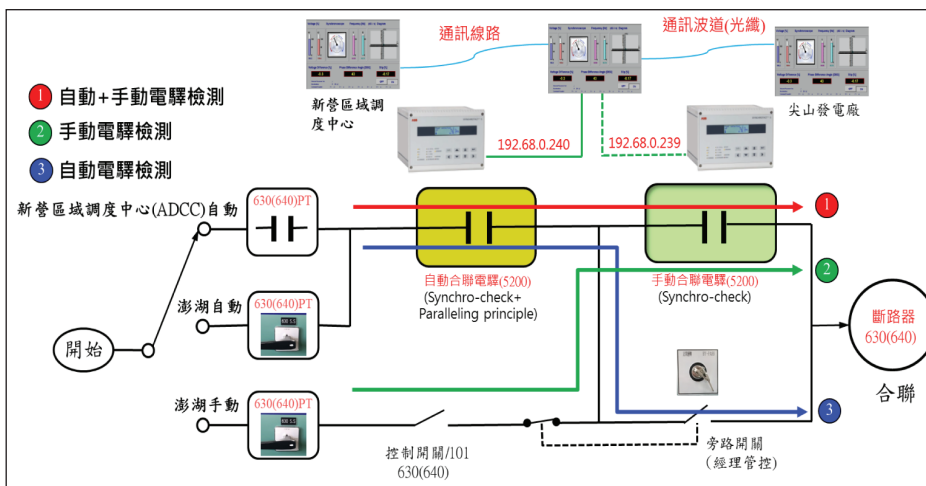 通訊線路
通訊波道(光纖)
新營區域調度中心
尖山發電廠
192.68.0.240
192.68.0.239
1 自動+手動電驛檢測
2 手動電驛檢測
3 自動電驛檢測
新營區域調度中心(ADCC)自動
630(640)PT
1
自動合聯電驛(5200)
(Synchro-check+
Paralleling principle)
手動合聯電驛(5200)
(Synchro-check)
2
澎湖自動
630(640)PT
開始
斷路器
630(640)
合聯
澎湖手動
630(640)PT
控制開關/101
630(640)
旁路開關
(經理管控)
3